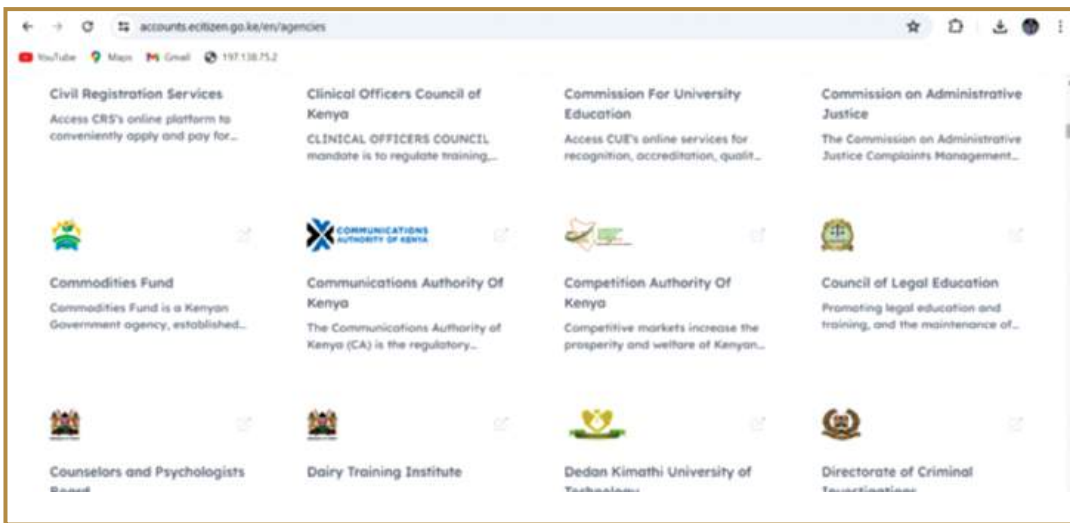 accounts.ecitizen.go.ke/en/agencies
YouTube Maps Gmail 197.138.75.2
Civil Registration Services
Access CRS's online platform to
conveniently apply and pay for...
Clinical Officers Council of
Kenya
CLINICAL OFFICERS COUNCIL
mandate is to regulate training,...
Commission For University
Education
Access CUE's online services for
recognition, accreditation, qualit...
Commission on Administrative
Justice
The Commission on Administrative
Justice Complaints Management...
Commodities Fund
Commodities Fund is a Kenyan
Government agency, established...
COMMUNICATIONS
AUTHORITY OF KENYA
Communications Authority Of
Kenya
The Communications Authority of
Kenya (CA) is the regulatory...
Competition Authority Of
Kenya
Competitive markets increase the
prosperity and welfare of Kenyan...
Council of Legal Education
Promoting legal education and
training, and the maintenance of...
Counselors and Psychologists
Board
Dairy Training Institute
Dedan Kimathi University of
Technology
Directorate of Criminal
Investigations